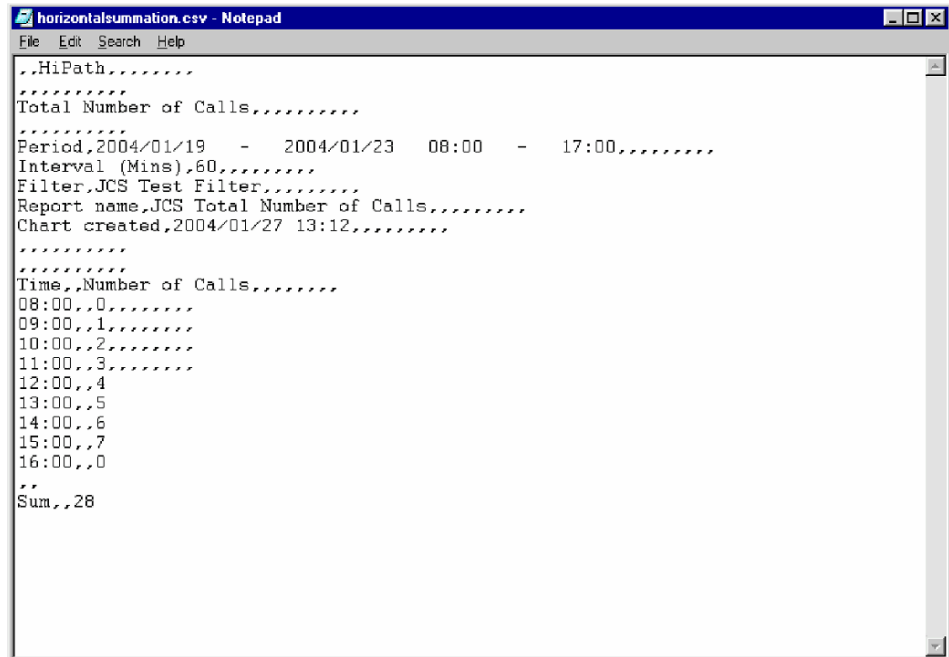 horizontalsummation.csv - Notepad
File Edit Search Help
,,HiPath,,,,,,,,
,,,,,,,,,,
Total Number of Calls,,,,,,,,,,
,,,,,,,,,,
Period,2004/01/19 - 2004/01/23 08:00 - 17:00,,,,,,,,,
Interval (Mins),60,,,,,,,,,
Filter,JCS Test Filter,,,,,,,,,
Report name,JCS Total Number of Calls,,,,,,,,,
Chart created,2004/01/27 13:12,,,,,,,,,
,,,,,,,,,,
,,,,,,,,,,
Time,,Number of Calls,,,,,,,,
08:00,,0,,,,,,,,
09:00,,1,,,,,,,,
10:00,,2,,,,,,,,
11:00,,3,,,,,,,,
12:00,,4
13:00,,5
14:00,,6
15:00,,7
16:00,,0
,,
Sum,,28